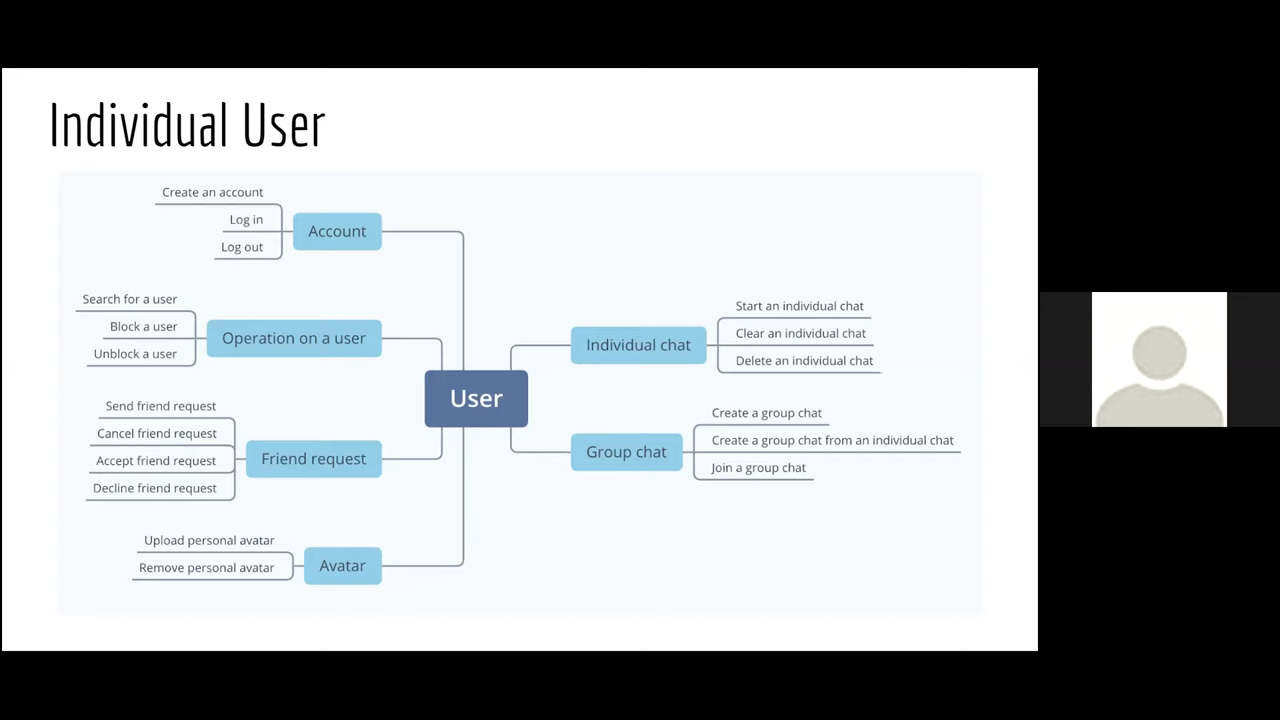 Individual User
Create an account
Log in
Log out
Account
Search for a user
Block a user
Unblock a user
Operation on a user
Send friend request
Cancel friend request
Accept friend request
Decline friend request
Friend request
Upload personal avatar
Remove personal avatar
Avatar
User
Individual chat
Start an individual chat
Clear an individual chat
Delete an individual chat
Group chat
Create a group chat
Create a group chat from an individual chat
Join a group chat